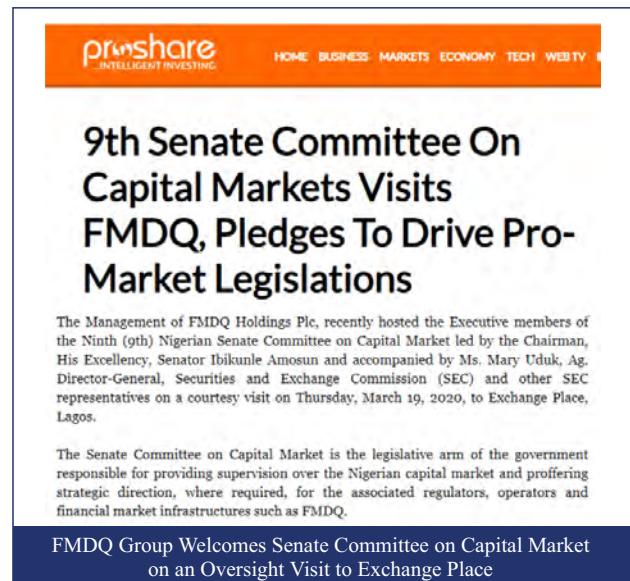 proshare
...INTELLIGENT INVESTING
HOME BUSINESS MARKETS ECONOMY TECH WEB TV
9th Senate Committee On
Capital Markets Visits
FMDQ, Pledges To Drive Pro-
Market Legislations
The Management of FMDQ Holdings Plc, recently hosted the Executive members of
the Ninth (9th) Nigerian Senate Committee on Capital Market led by the Chairman,
His Excellency, Senator Ibikunle Amosun and accompanied by Ms. Mary Uduk, Ag.
Director-General, Securities and Exchange Commission (SEC) and other SEC
representatives on a courtesy visit on Thursday, March 19, 2020, to Exchange Place,
Lagos.
The Senate Committee on Capital Market is the legislative arm of the government
responsible for providing supervision over the Nigerian capital market and proffering
strategic direction, where required, for the associated regulators, operators and
financial market infrastructures such as FMDQ.
FMDQ Group Welcomes Senate Committee on Capital Market
on an Oversight Visit to Exchange Place